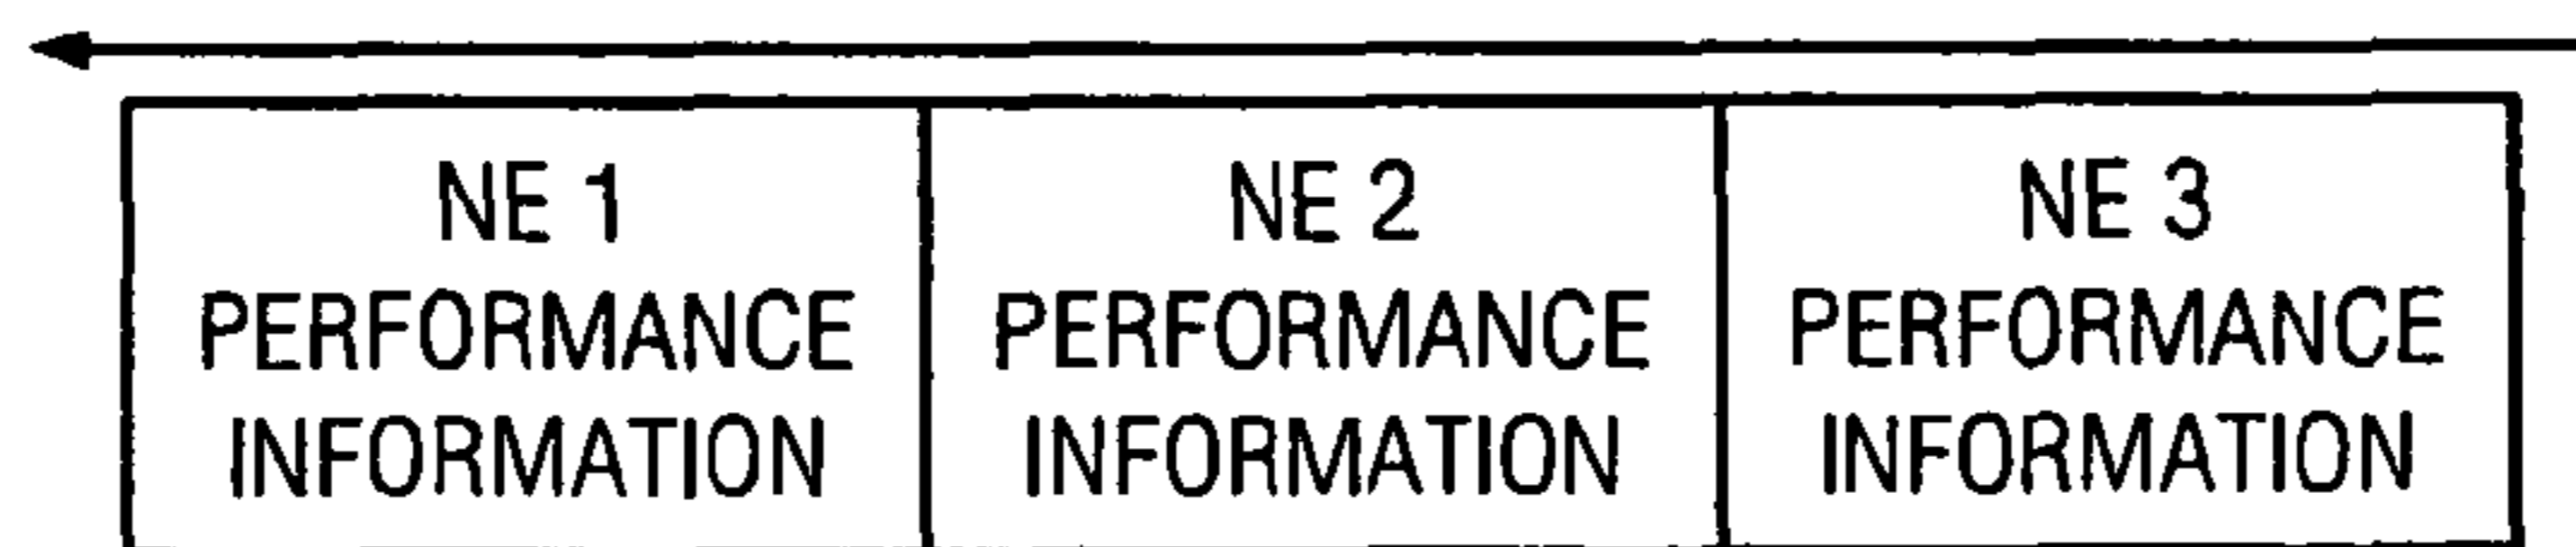 NE 1
PERFORMANCE
INFORMATION
NE 2
PERFORMANCE
INFORMATION
NE 3
PERFORMANCE
INFORMATION